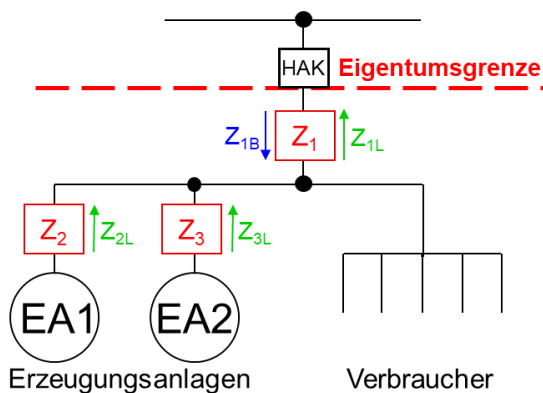 HAK Eigentumsgrenze
Z1B Z1 Z1L
Z2 Z2L Z3 Z3L
EA1 EA2
Erzeugungsanlagen Verbraucher